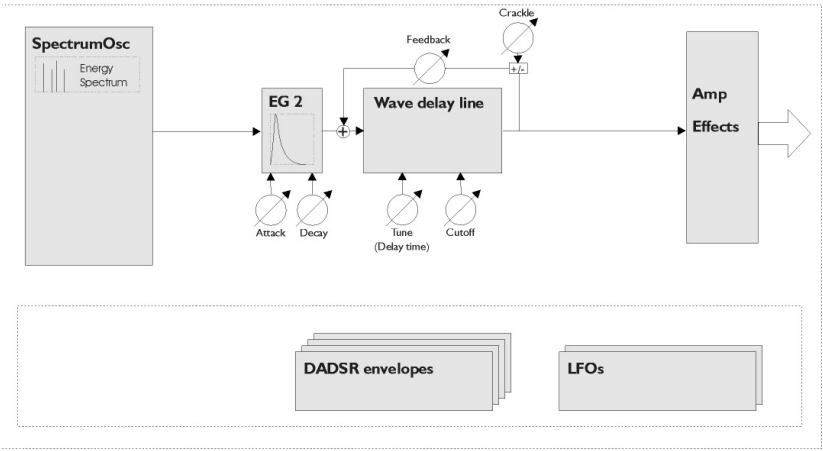 Crackle
SpectrumOsc
Feedback
Energy
Spectrum
+/-
EG 2
Wave delay line
Amp
Effects
+
Attack
Decay
Tune
(Delay time)
Cutoff
DADSR envelopes
LFOs